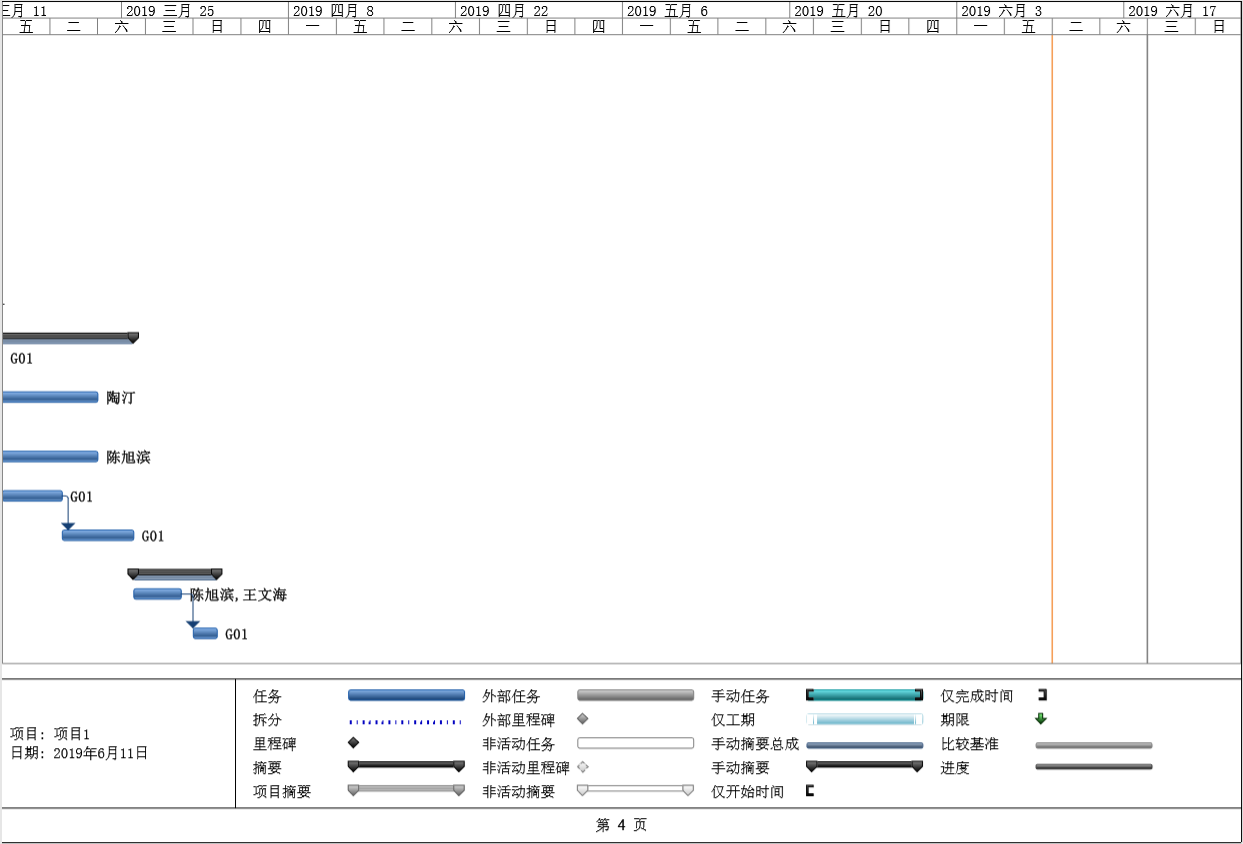 三月 11 2019 三月 25 2019 四月 8 2019 四月 22 2019 五月 6 2019 五月 20 2019 六月 3 2019 六月 17
五 二 六 三 日 四 一 五 二 六 三 日 四 一 五 二 六 三 日 四 一 五 二 六 三 日
G01
陶汀
陈旭滨
G01
G01
陈旭滨,王文海
G01
项目: 项目1
日期: 2019年6月11日
任务 外部任务 手动任务 仅完成时间
拆分 外部里程碑 仅工期 期限
里程碑 非活动任务 手动摘要总成 比较基准
摘要 非活动里程碑 手动摘要 进度
项目摘要 非活动摘要 仅开始时间
第 4 页